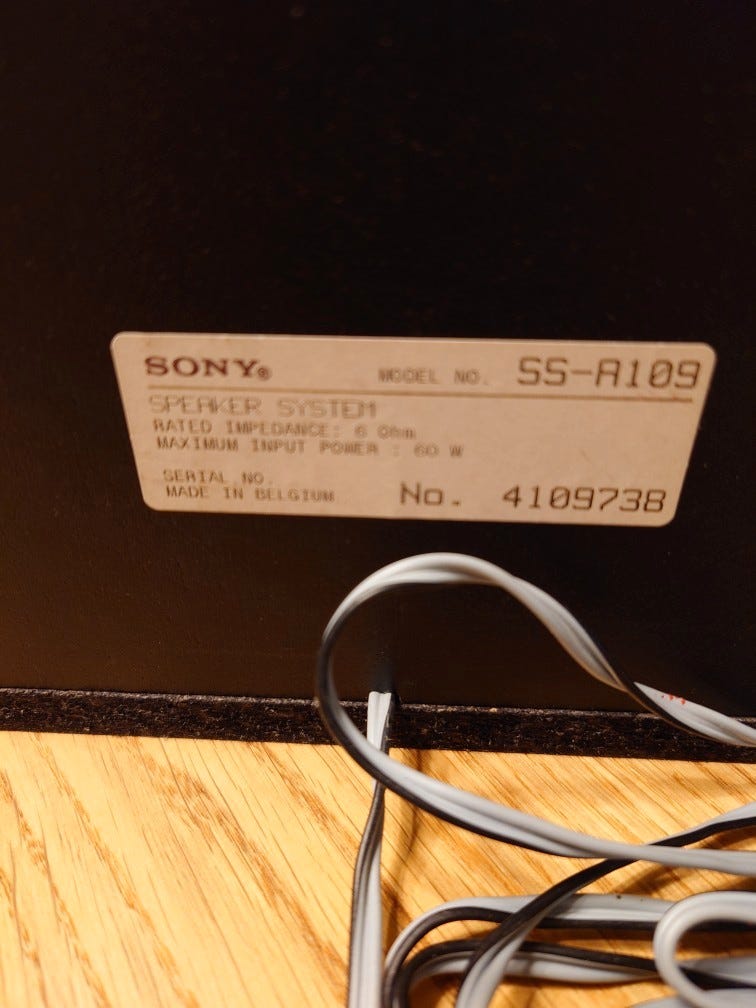 SONY® MODEL NO. SS-A109
SPEAKER SYSTEM
RATED IMPEDANCE: 6 Ohm
MAXIMUM INPUT POWER : 60 W
SERIAL NO.
MADE IN BELGIUM No. 4109738